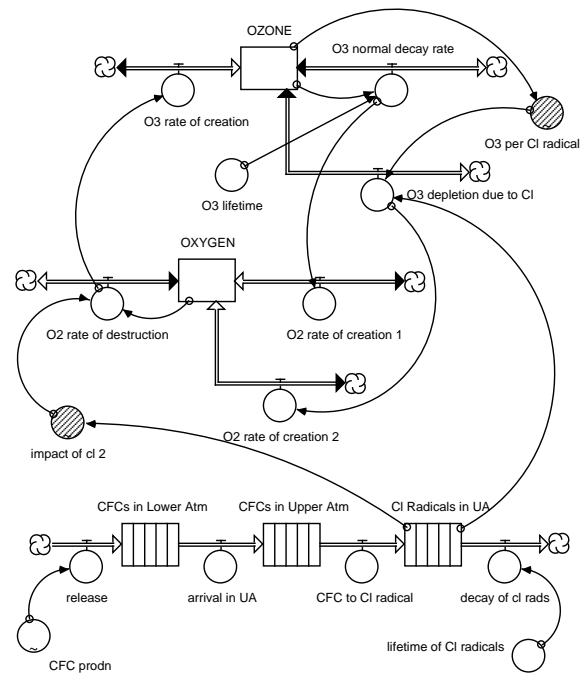 OZONE
O3 normal decay rate
O3 rate of creation
O3 per Cl radical
O3 lifetime
O3 depletion due to Cl
OXYGEN
O2 rate of destruction
O2 rate of creation 1
O2 rate of creation 2
impact of cl 2
~
CFCs in Lower Atm
CFCs in Upper Atm
Cl Radicals in UA
release
arrival in UA
CFC to Cl radical
decay of cl rads
~
CFC prodn
lifetime of Cl radicals